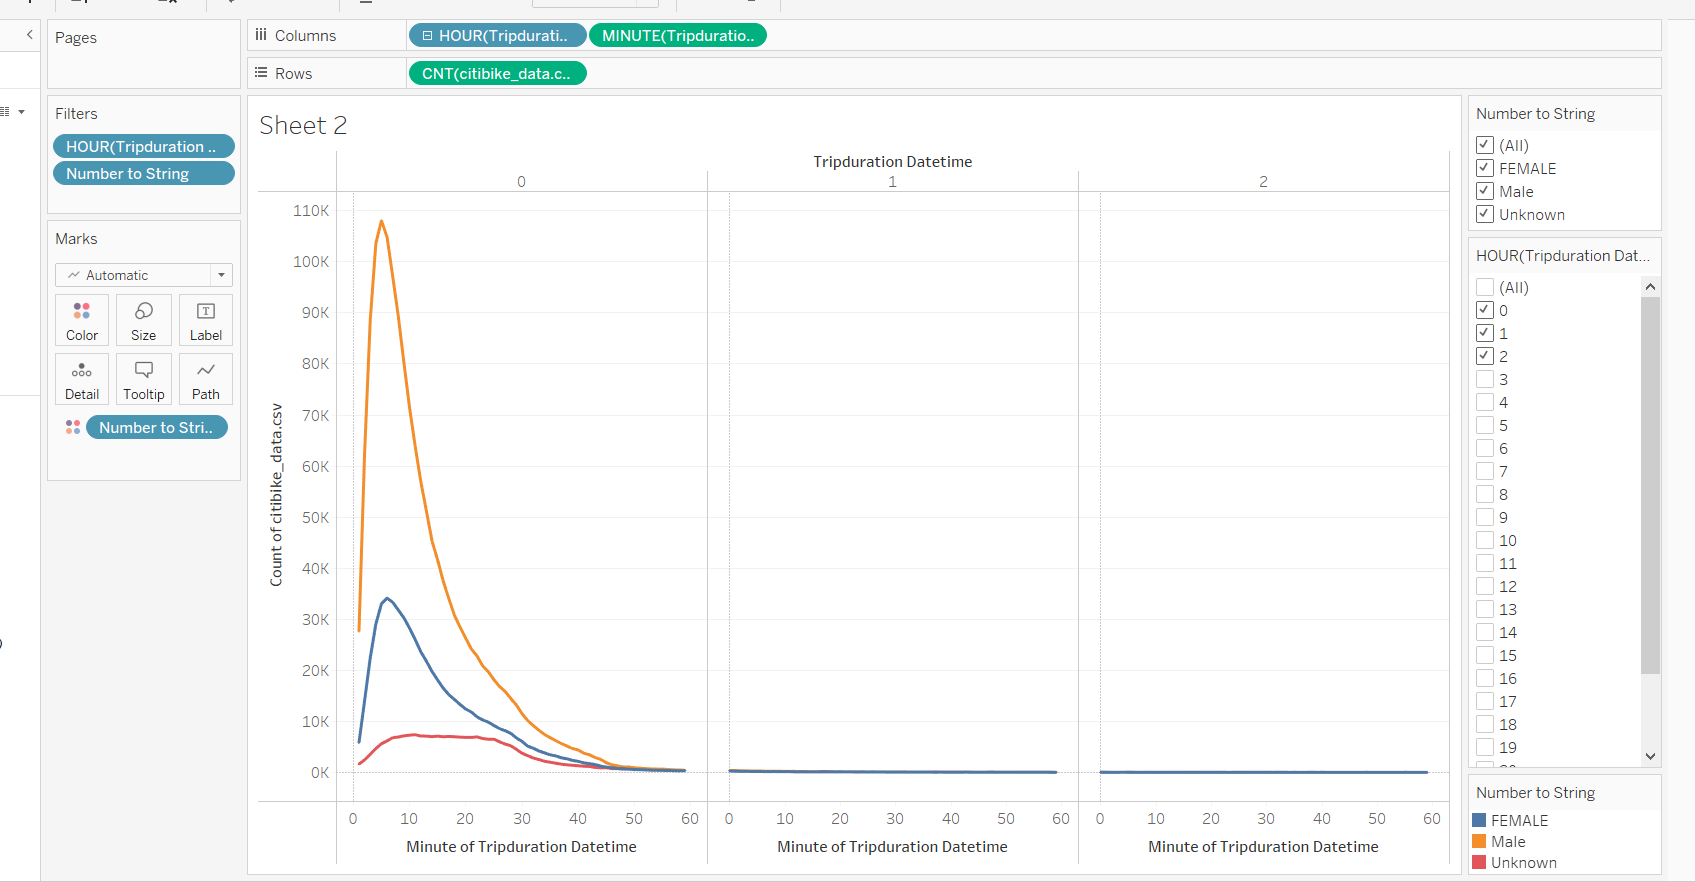 Pages
Columns
HOUR(Tripdurati..
MINUTE(Tripduratio..
Rows
CNT(citibike_data.c..
Filters
HOUR(Tripduration ..
Number to String
Marks
Automatic
Color
Size
Label
Detail
Tooltip
Path
Number to Stri..
Sheet 2
Tripduration Datetime
0
1
2
Count of citibike_data.csv
110K
100K
90K
80K
70K
60K
50K
40K
30K
20K
10K
0K
0 10 20 30 40 50 60
0 10 20 30 40 50 60
0 10 20 30 40 50 60
Minute of Tripduration Datetime
Minute of Tripduration Datetime
Minute of Tripduration Datetime
Number to String
(All)
FEMALE
Male
Unknown
HOUR(Tripduration Dat...
(All)
0
1
2
3
4
5
6
7
8
9
10
11
12
13
14
15
16
17
18
19
Number to String
FEMALE
Male
Unknown